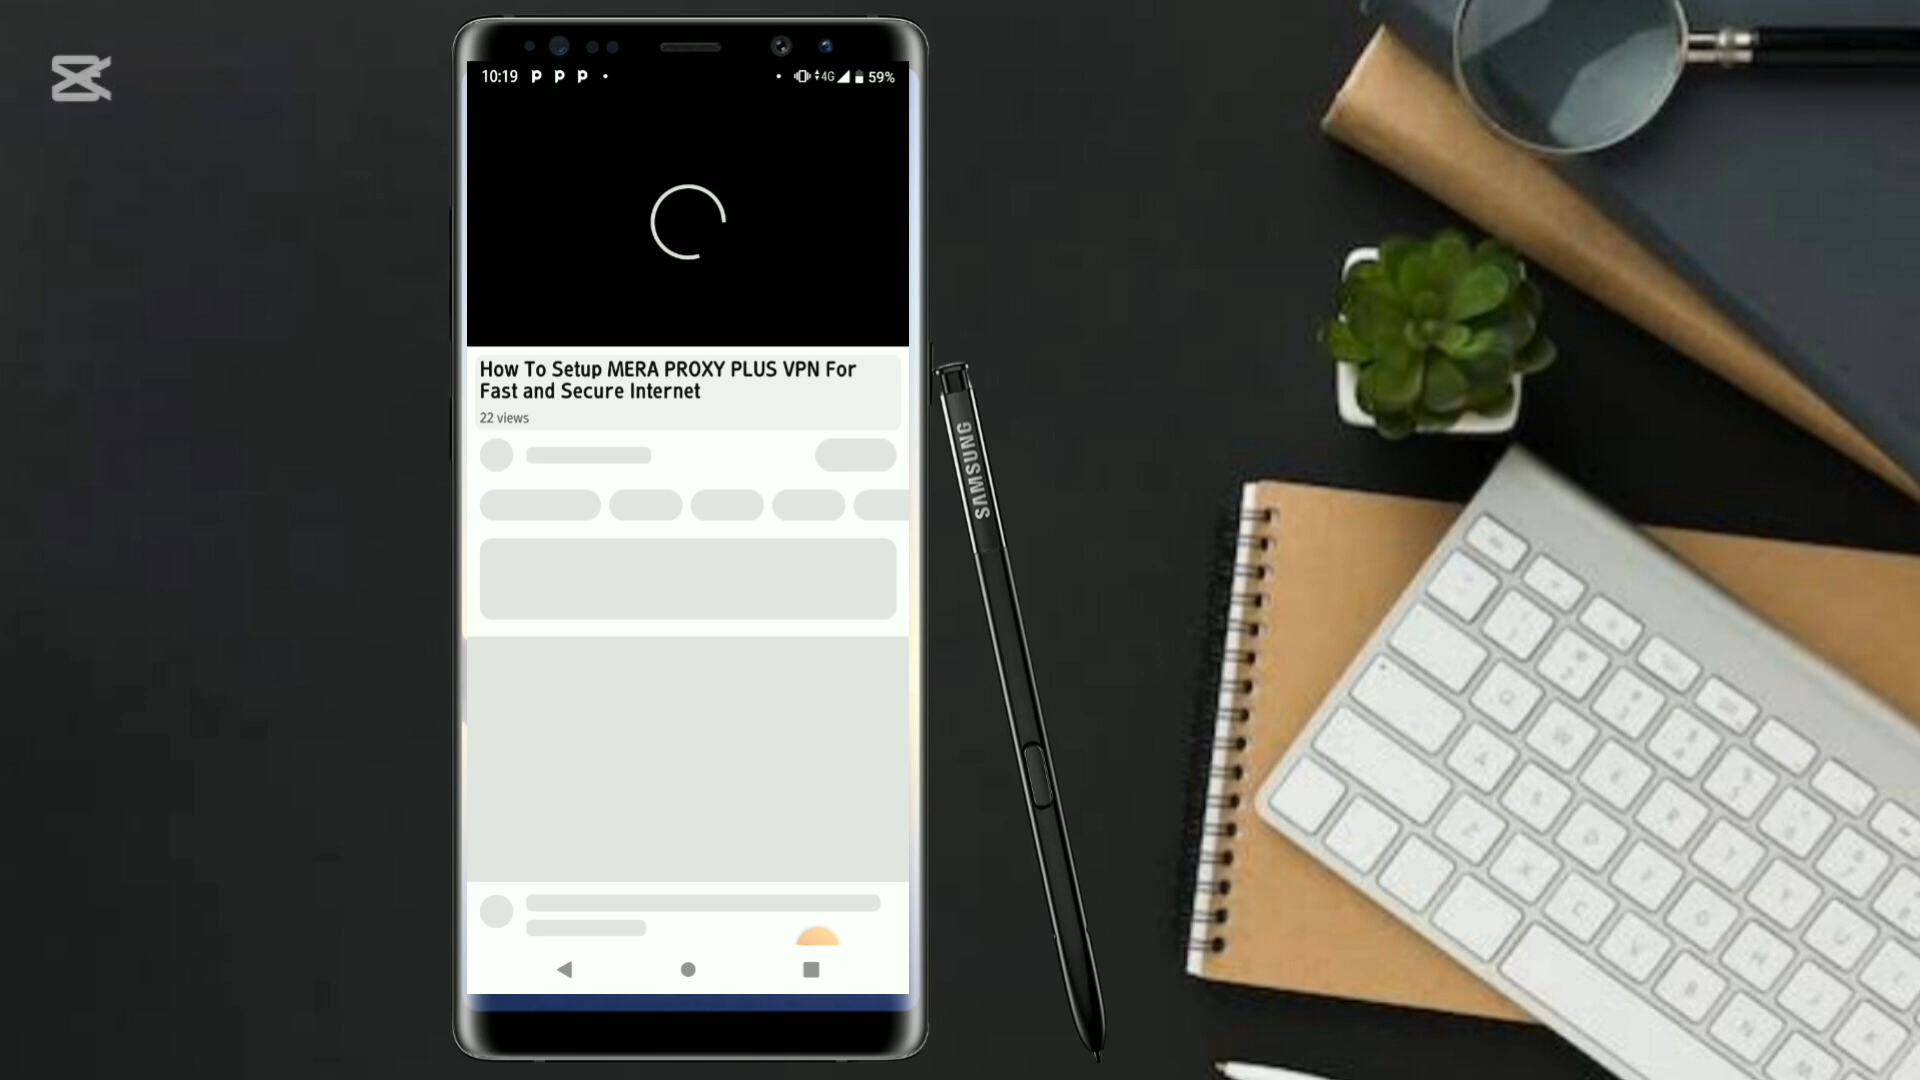 10:19
4G
59%
How To Setup MERA PROXY PLUS VPN For
Fast and Secure Internet
22 views
SAMSUNG